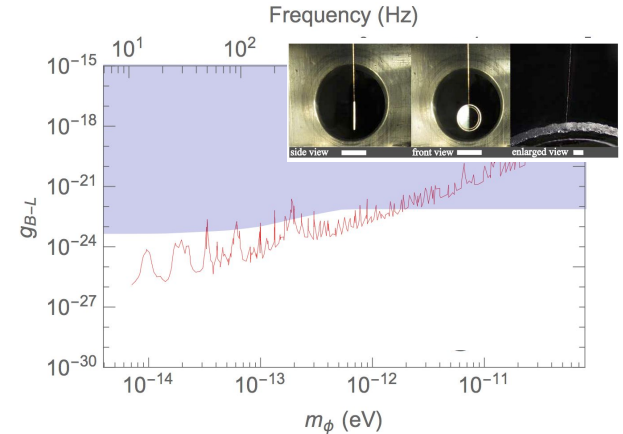 Frequency (Hz)
10¹ 10²
10⁻¹⁵
10⁻¹⁸
10⁻²¹
10⁻²⁴
10⁻²⁷
10⁻³⁰
g_{B−L}
side view front view enlarged view
10⁻¹⁴ 10⁻¹³ 10⁻¹² 10⁻¹¹
m_ϕ (eV)